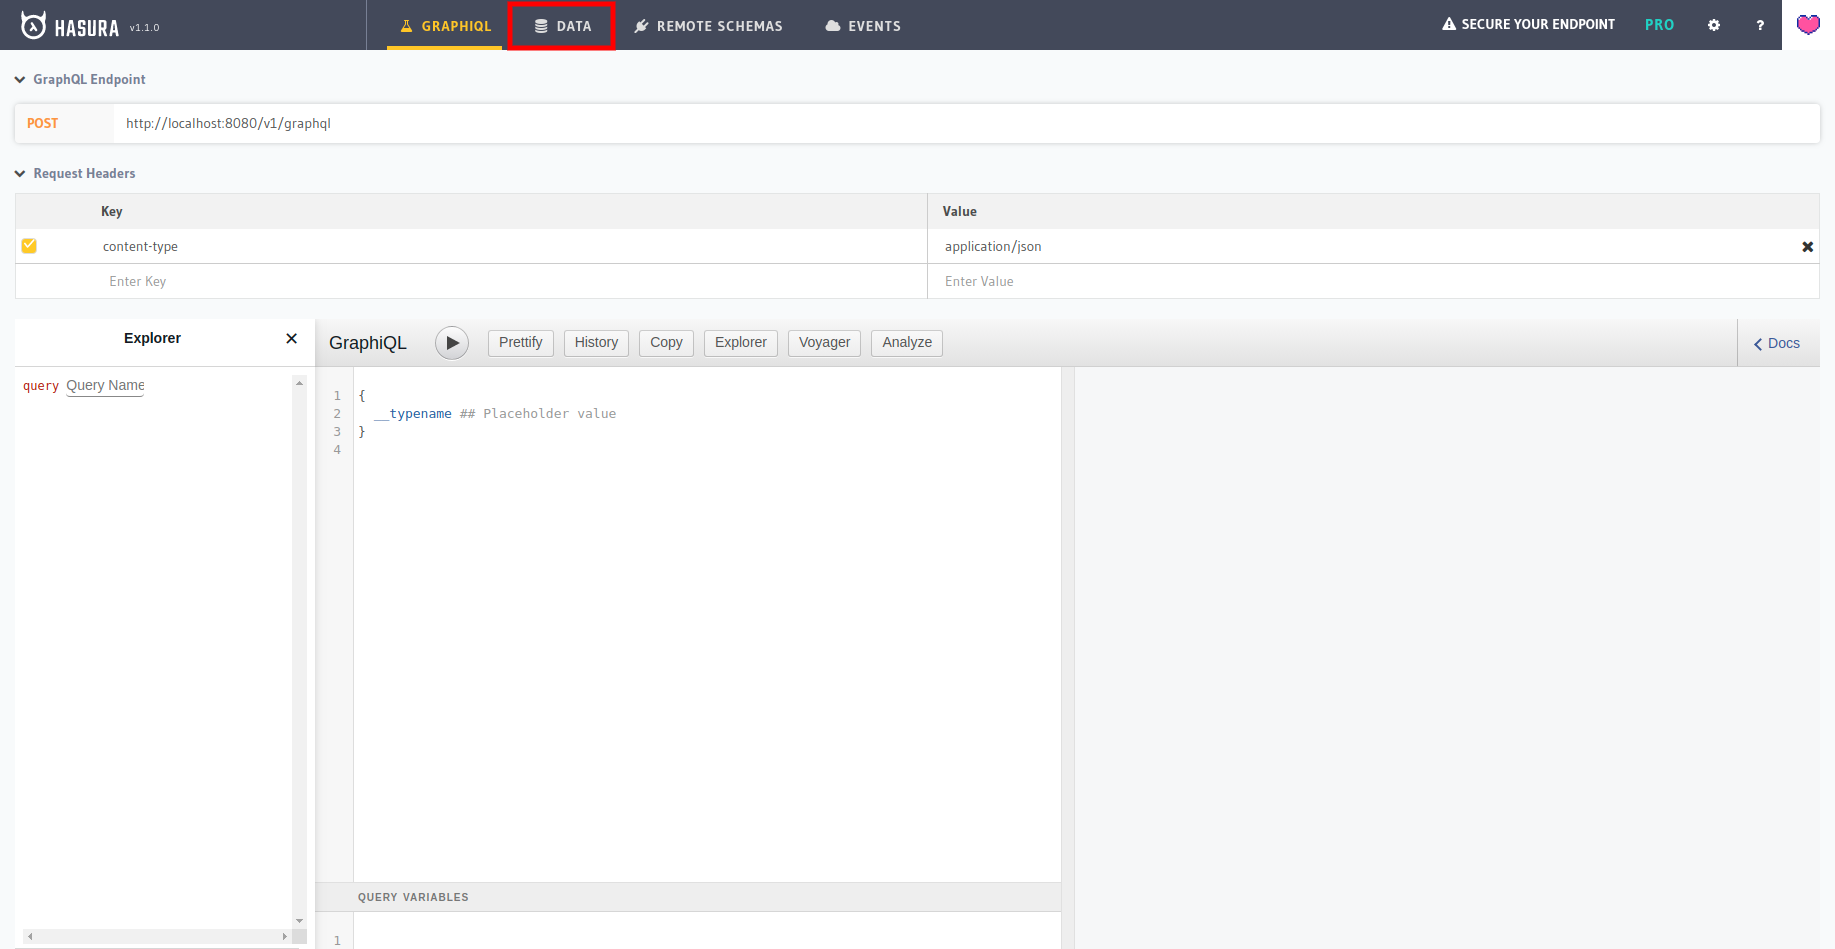 HASURA v1.1.0 GRAPHIQL DATA REMOTE SCHEMAS EVENTS SECURE YOUR ENDPOINT PRO ?
GraphQL Endpoint
POST http://localhost:8080/v1/graphql
Request Headers
Key Value
content-type application/json
Enter Key Enter Value
Explorer GraphiQL Prettify History Copy Explorer Voyager Analyze Docs
query Query Name
1 {
2 __typename ## Placeholder value
3 }
4
QUERY VARIABLES
1